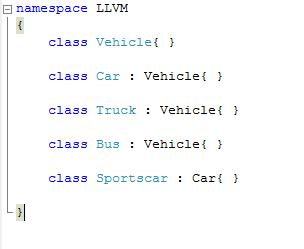 namespace LLVM
{
class Vehicle{ }
class Car : Vehicle{ }
class Truck : Vehicle{ }
class Bus : Vehicle{ }
class Sportscar : Car{ }
}